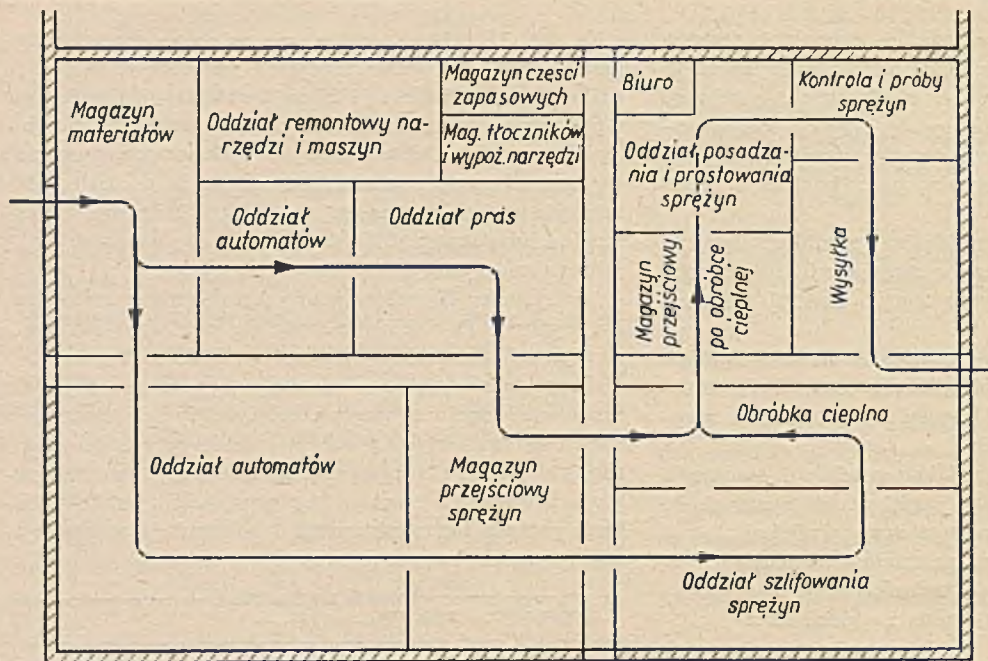 Magazyn
materiałów
Oddział remontowy na-
rzędzi i maszyn
Magazyn części
zapasowych
Mag. tłoczników
i wypoż. narzędzi
Biuro
Kontrola i próby
sprężyn
Oddział posadza-
nia i prostowania
sprężyn
Oddział
automatów
Oddział pras
Magazyn
przejściowy
po obróbce
cieplnej
Wysyłka
Obróbka cieplna
Oddział automatów
Magazyn
przejściowy
sprężyn
Oddział szlifowania
sprężyn